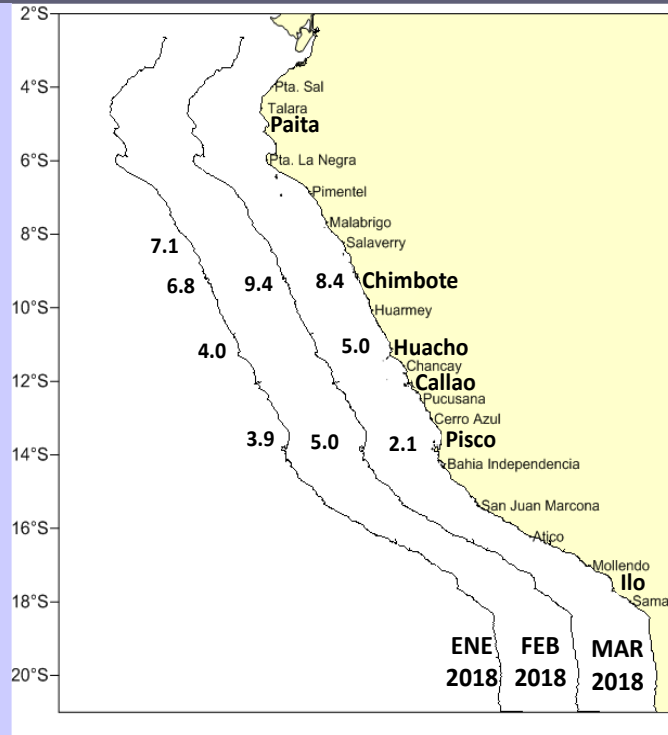 2°S
4°S
Pta. Sal
Talara
Paita
6°S
Pta. La Negra
Pimentel
Malabrigo
8°S
7.1
Salaverry
6.8
9.4
8.4
Chimbote
10°S
Huarmey
4.0
5.0
Huacho
Chancay
12°S
Callao
Pucusana
Cerro Azul
3.9
5.0
2.1
Pisco
14°S
Bahia Independencia
San Juan Marcona
16°S
Atico
Mollendo
Ilo
18°S
Sama
ENE
2018
FEB
2018
MAR
2018
20°S